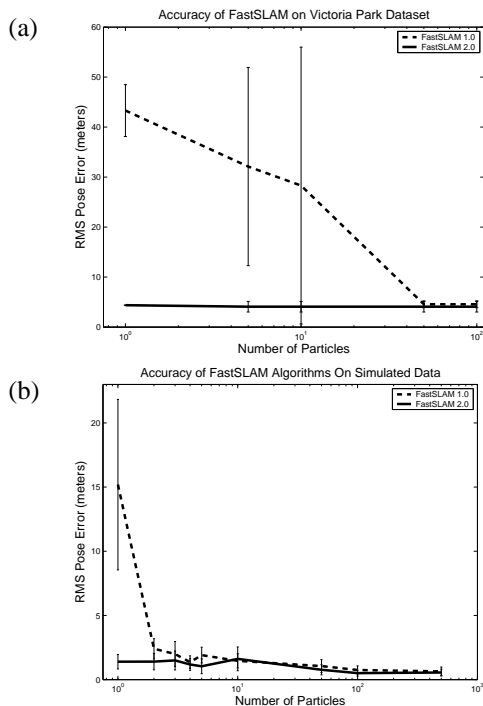 (a)
Accuracy of FastSLAM on Victoria Park Dataset
FastSLAM 1.0
FastSLAM 2.0
RMS Pose Error (meters)
60
50
40
30
20
10
0
10^0
10^1
10^2
Number of Particles
(b)
Accuracy of FastSLAM Algorithms On Simulated Data
FastSLAM 1.0
FastSLAM 2.0
RMS Pose Error (meters)
20
15
10
5
0
10^0
10^1
10^2
10^3
Number of Particles